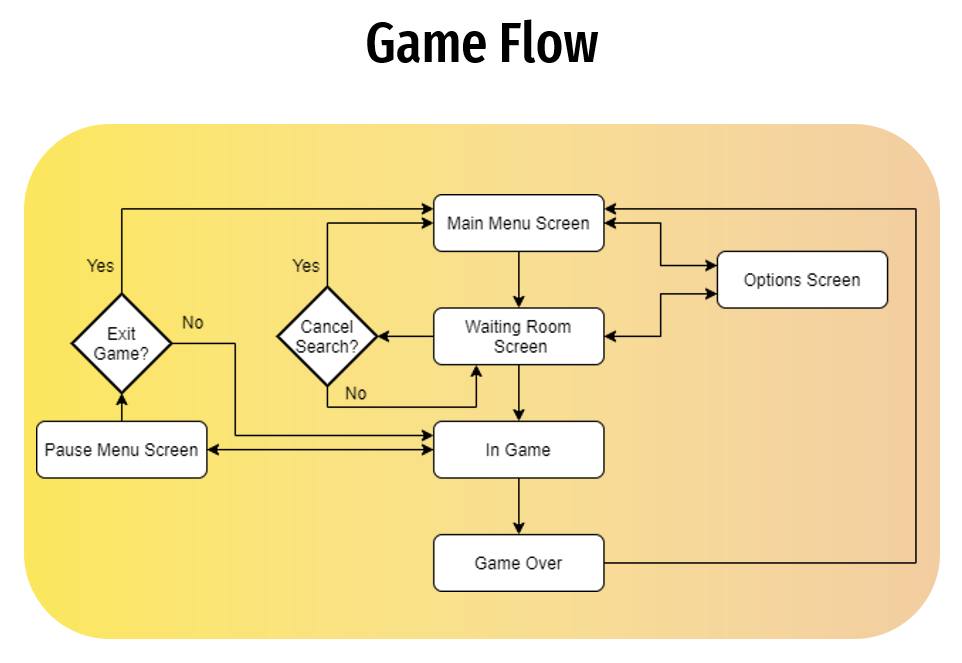 Game Flow
Main Menu Screen
Yes
Yes
Options Screen
No
Exit
Game?
Cancel
Search?
Waiting Room
Screen
No
Pause Menu Screen
In Game
Game Over